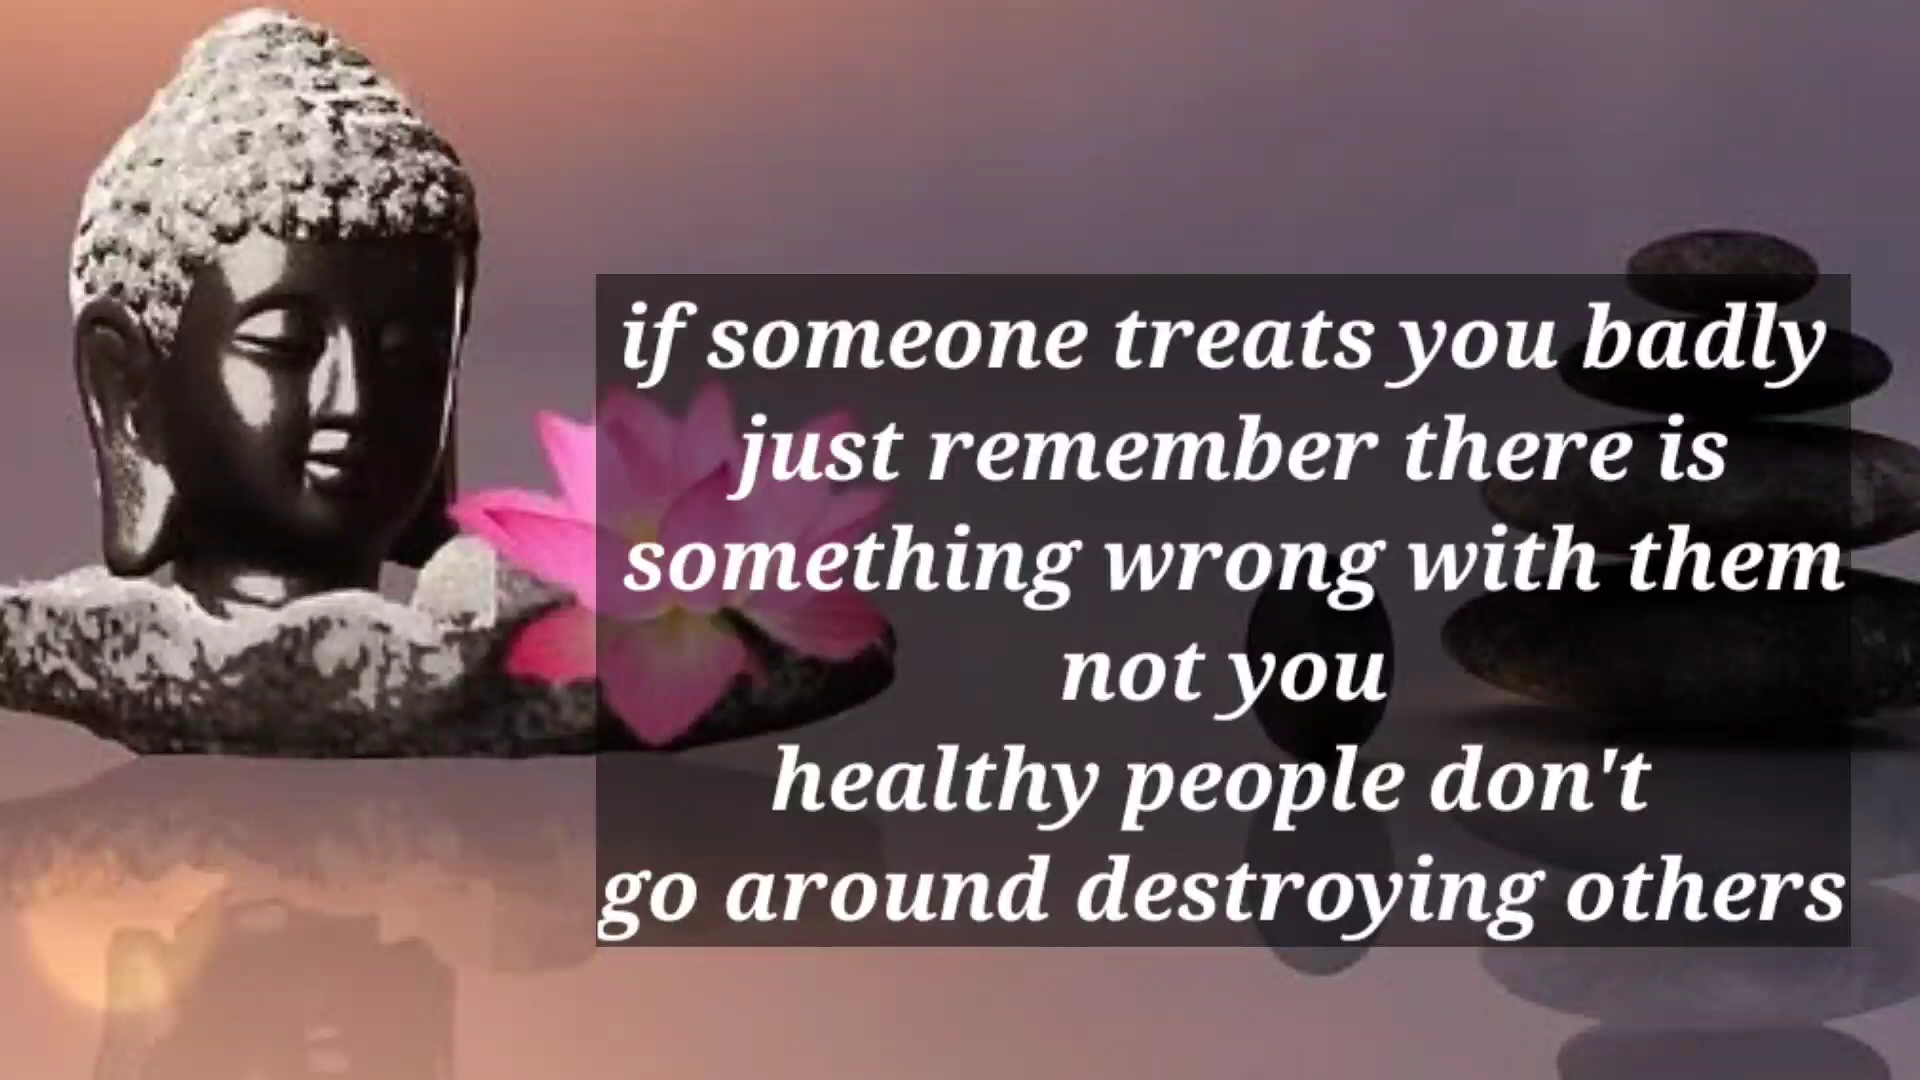 if someone treats you badly
just remember there is
something wrong with them
not you
healthy people don't
go around destroying others